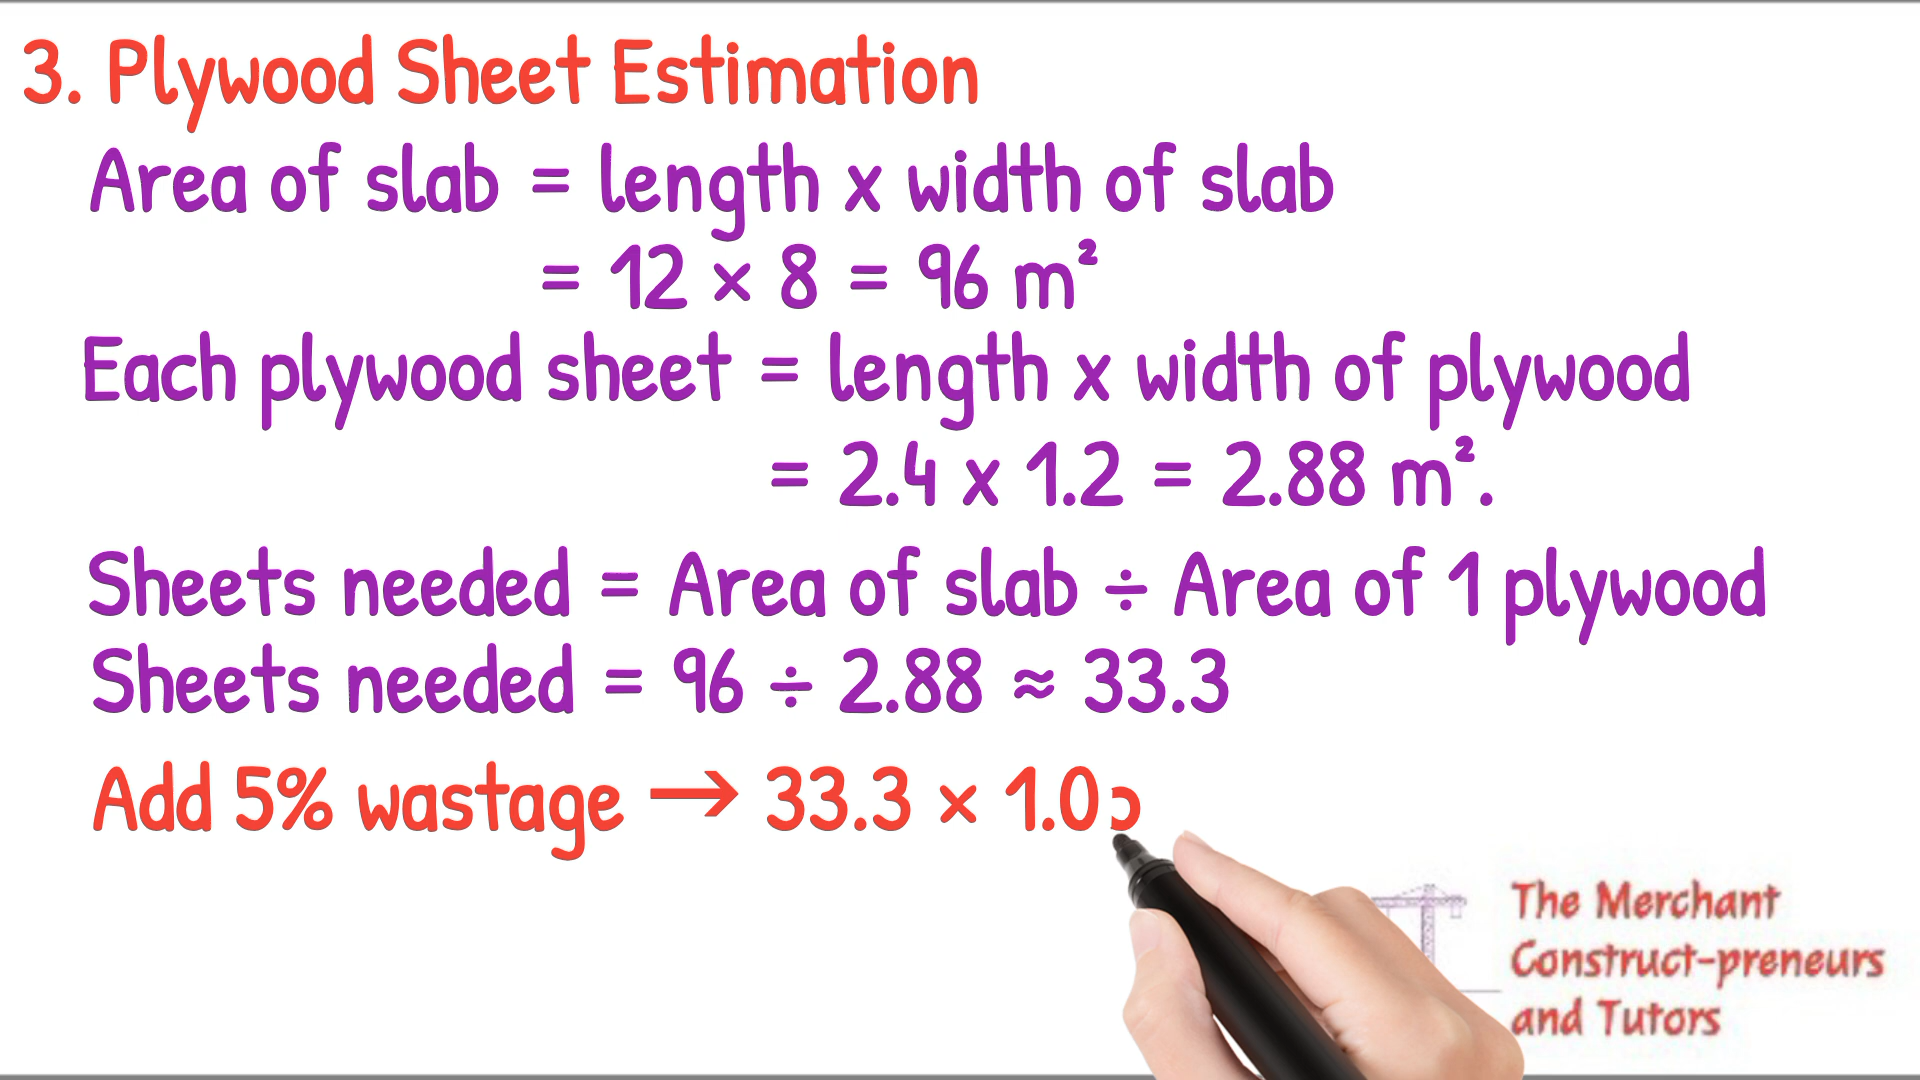 3. Plywood Sheet Estimation
Area of slab = length x width of slab
= 12 × 8 = 96 m²
Each plywood sheet = length x width of plywood
= 2.4 x 1.2 = 2.88 m².
Sheets needed = Area of slab ÷ Area of 1 plywood
Sheets needed = 96 ÷ 2.88 ≈ 33.3
Add 5% wastage → 33.3 × 1.0
The Merchant
Construct-preneurs
and Tutors